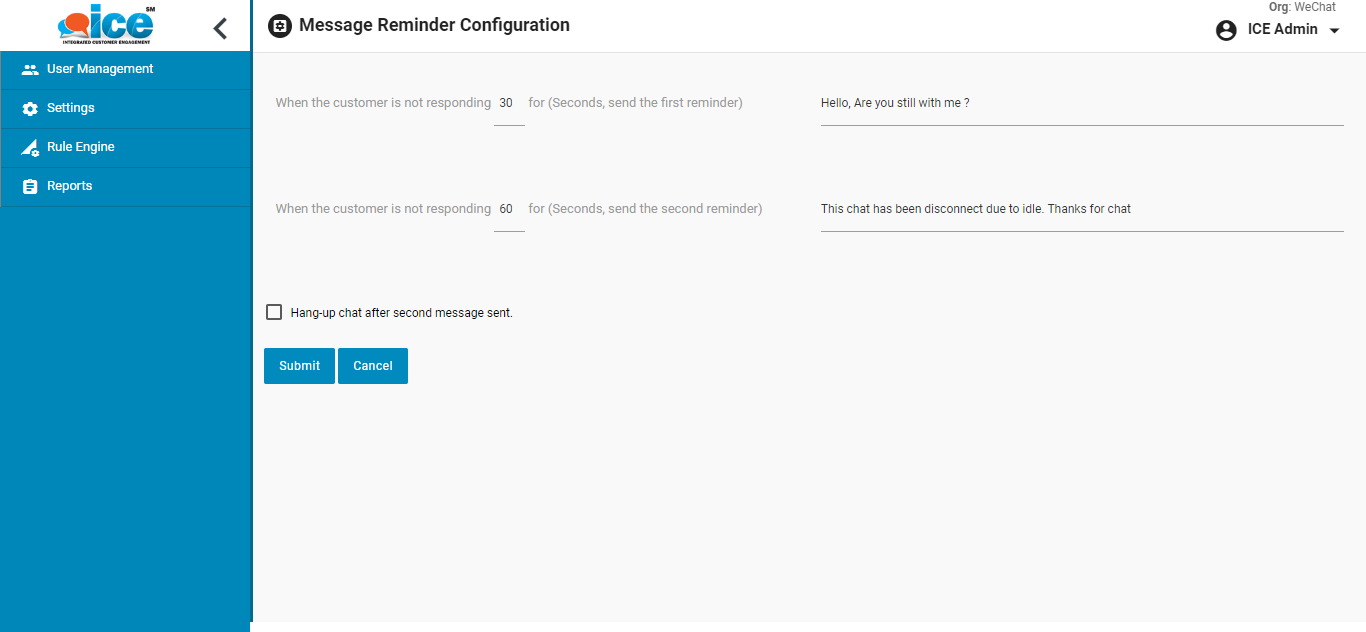 ice SM
INTEGRATED CUSTOMER ENGAGEMENT
Message Reminder Configuration
Org: WeChat
ICE Admin
User Management
Settings
Rule Engine
Reports
When the customer is not responding 30 for (Seconds, send the first reminder) Hello, Are you still with me ?
When the customer is not responding 60 for (Seconds, send the second reminder) This chat has been disconnect due to idle. Thanks for chat
Hang-up chat after second message sent.
Submit Cancel